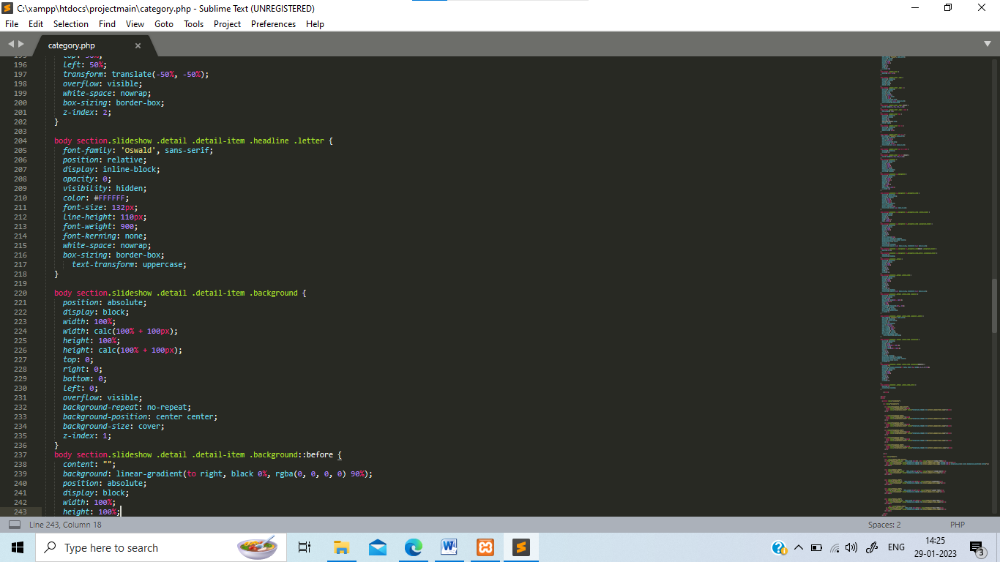 C:\xampp\htdocs\projectmain\category.php - Sublime Text (UNREGISTERED)
File Edit Selection Find View Goto Tools Project Preferences Help
category.php
196 left: 50%;
197 transform: translate(-50%, -50%);
198 overflow: visible;
199 white-space: nowrap;
200 box-sizing: border-box;
201 z-index: 2;
202 }
203
204 body section.slideshow .detail .detail-item .headline .letter {
205 font-family: 'Oswald', sans-serif;
206 position: relative;
207 display: inline-block;
208 opacity: 0;
209 visibility: hidden;
210 color: #FFFFFF;
211 font-size: 132px;
212 line-height: 110px;
213 font-weight: 900;
214 font-kerning: none;
215 white-space: nowrap;
216 box-sizing: border-box;
217 text-transform: uppercase;
218 }
219
220 body section.slideshow .detail .detail-item .background {
221 position: absolute;
222 display: block;
223 width: 100%;
224 width: calc(100% + 100px);
225 height: 100%;
226 height: calc(100% + 100px);
227 top: 0;
228 right: 0;
229 bottom: 0;
230 left: 0;
231 overflow: visible;
232 background-repeat: no-repeat;
233 background-position: center center;
234 background-size: cover;
235 z-index: 1;
236 }
237 body section.slideshow .detail .detail-item .background::before {
238 content: "";
239 background: linear-gradient(to right, black 0%, rgba(0, 0, 0, 0) 90%);
240 position: absolute;
241 display: block;
242 width: 100%;
243 height: 100%;
Line 243, Column 18 Spaces: 2 PHP
Type here to search
ENG 14:25
29-01-2023 3